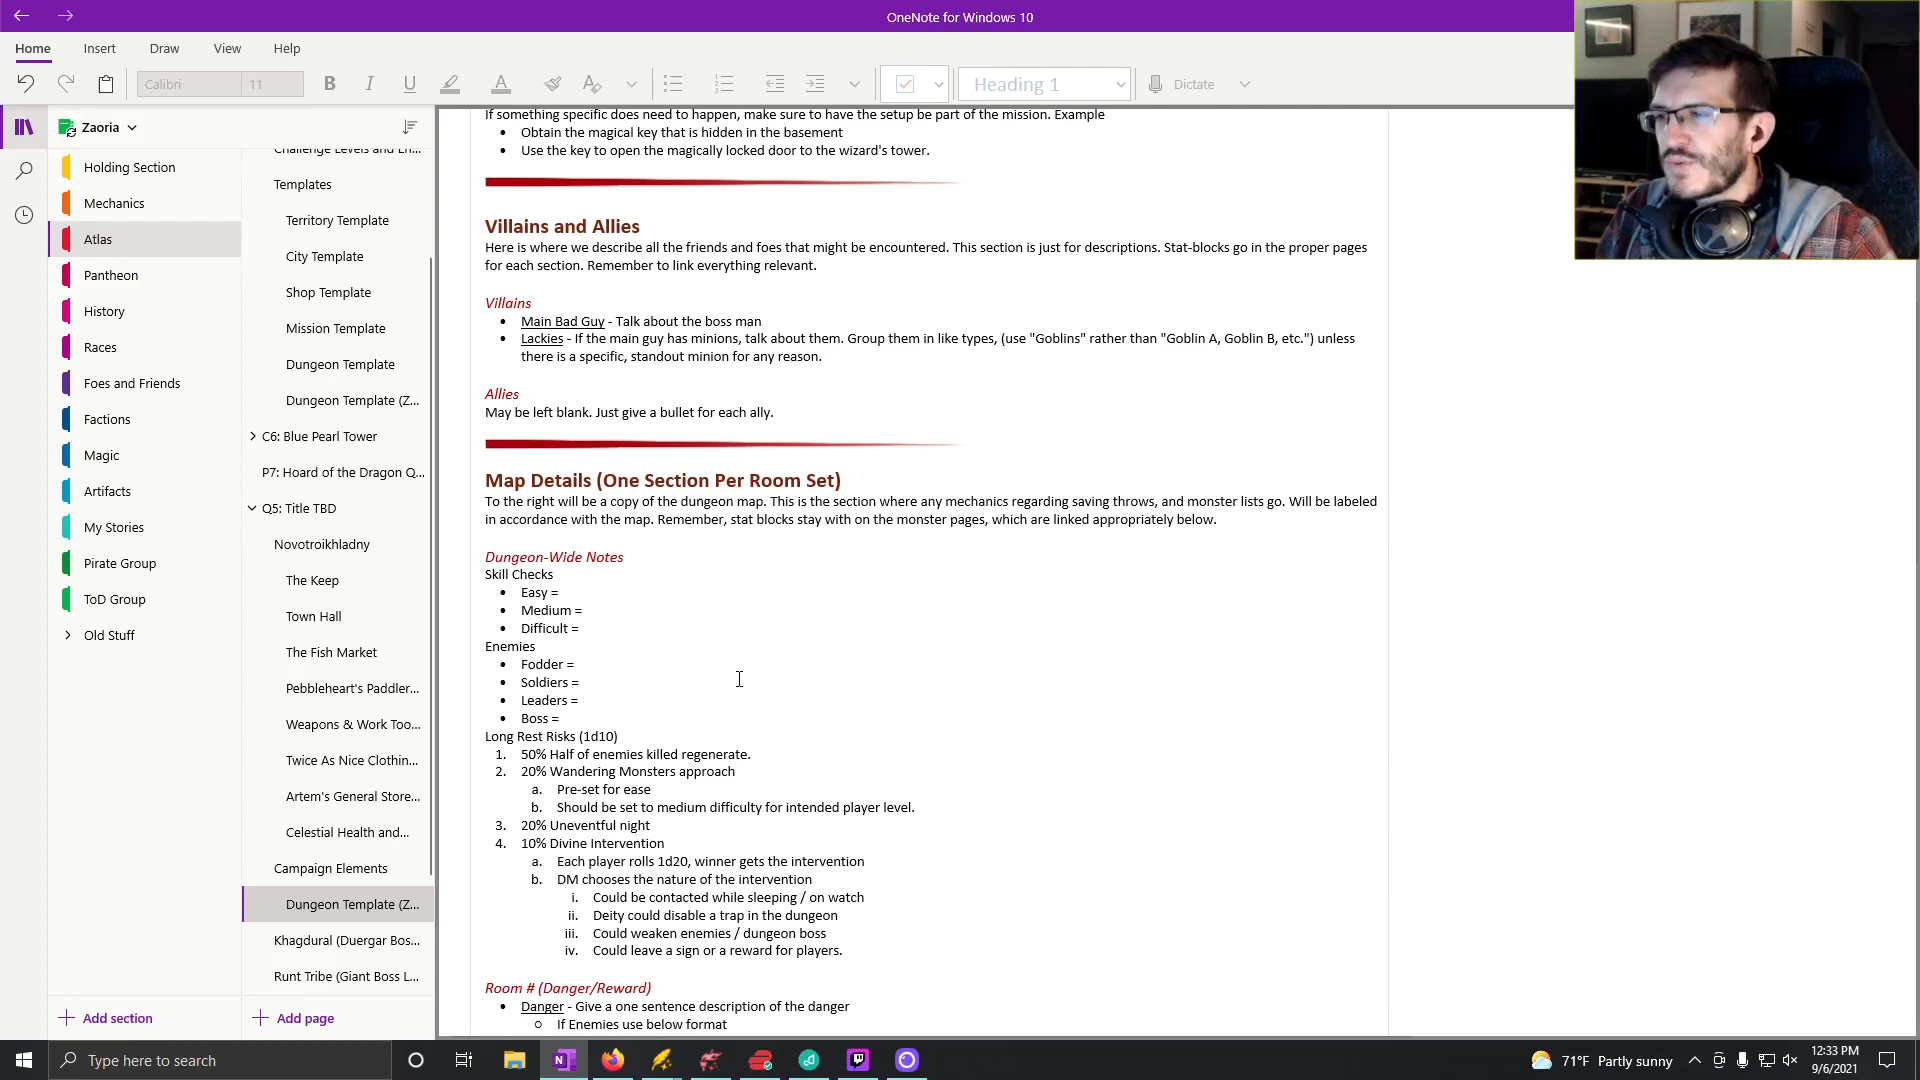 OneNote for Windows 10
Home
Insert
Draw
View
Help
Calibri
11
B
I
U
A
Heading 1
Dictate
Zaoria
Holding Section
Mechanics
Atlas
Pantheon
History
Races
Foes and Friends
Factions
Magic
Artifacts
My Stories
Pirate Group
ToD Group
Old Stuff
Add section
Challenge Levels and En...
Templates
Territory Template
City Template
Shop Template
Mission Template
Dungeon Template
Dungeon Template (Z...
C6: Blue Pearl Tower
P7: Hoard of the Dragon Q...
Q5: Title TBD
Novotroikhladny
The Keep
Town Hall
The Fish Market
Pebbleheart's Paddler...
Weapons & Work Too...
Twice As Nice Clothin...
Artem's General Store...
Celestial Health and...
Campaign Elements
Dungeon Template (Z...
Khagdural (Duergar Bos...
Runt Tribe (Giant Boss L...
Add page
If something specific does need to happen, make sure to have the setup be part of the mission. Example
• Obtain the magical key that is hidden in the basement
• Use the key to open the magically locked door to the wizard's tower.
Villains and Allies
Here is where we describe all the friends and foes that might be encountered. This section is just for descriptions. Stat-blocks go in the proper pages
for each section. Remember to link everything relevant.
Villains
• Main Bad Guy - Talk about the boss man
• Lackies - If the main guy has minions, talk about them. Group them in like types, (use "Goblins" rather than "Goblin A, Goblin B, etc.") unless
there is a specific, standout minion for any reason.
Allies
May be left blank. Just give a bullet for each ally.
Map Details (One Section Per Room Set)
To the right will be a copy of the dungeon map. This is the section where any mechanics regarding saving throws, and monster lists go. Will be labeled
in accordance with the map. Remember, stat blocks stay with on the monster pages, which are linked appropriately below.
Dungeon-Wide Notes
Skill Checks
• Easy =
• Medium =
• Difficult =
Enemies
• Fodder =
• Soldiers =
• Leaders =
• Boss =
Long Rest Risks (1d10)
1. 50% Half of enemies killed regenerate.
2. 20% Wandering Monsters approach
a. Pre-set for ease
b. Should be set to medium difficulty for intended player level.
3. 20% Uneventful night
4. 10% Divine Intervention
a. Each player rolls 1d20, winner gets the intervention
b. DM chooses the nature of the intervention
i. Could be contacted while sleeping / on watch
ii. Deity could disable a trap in the dungeon
iii. Could weaken enemies / dungeon boss
iv. Could leave a sign or a reward for players.
Room # (Danger/Reward)
• Danger - Give a one sentence description of the danger
o If Enemies use below format
Type here to search
71°F Partly sunny
12:33 PM
9/6/2021